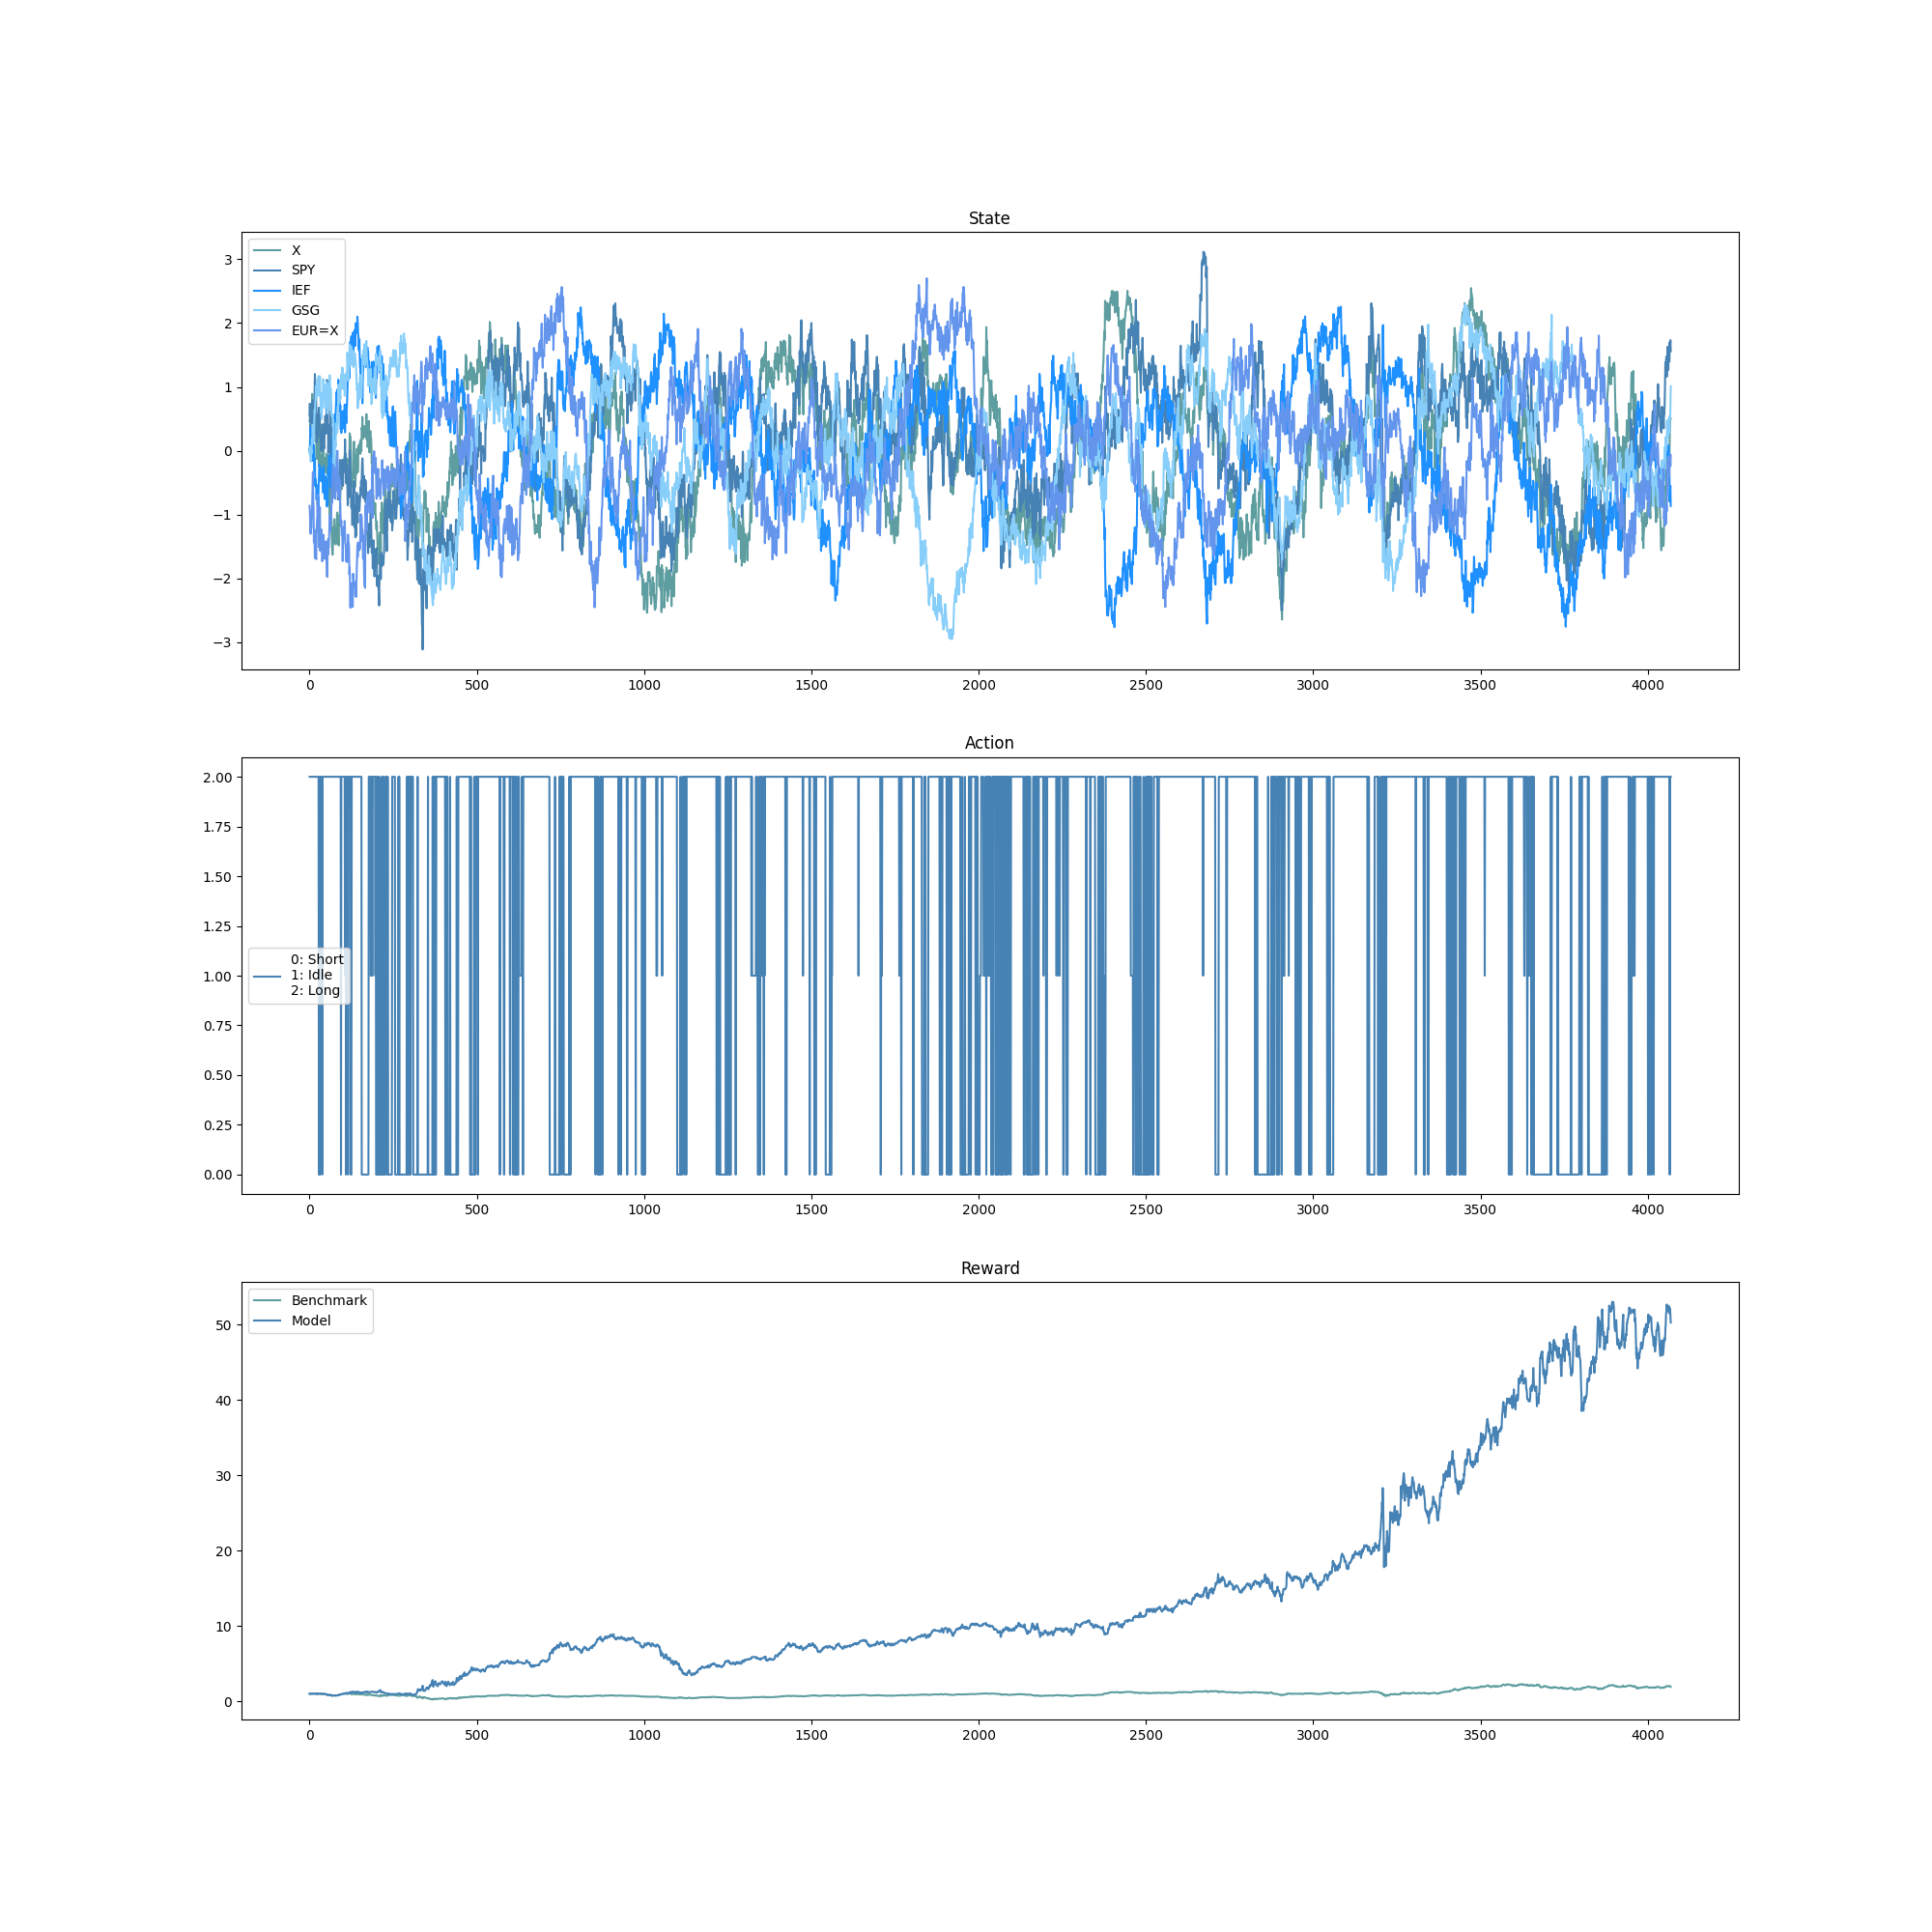 State
X
SPY
IEF
GSG
EUR=X
3
2
1
0
−1
−2
−3
0 500 1000 1500 2000 2500 3000 3500 4000
Action
2.00
1.75
1.50
1.25
1.00
0.75
0.50
0.25
0.00
0: Short
1: Idle
2: Long
0 500 1000 1500 2000 2500 3000 3500 4000
Reward
Benchmark
Model
50
40
30
20
10
0
0 500 1000 1500 2000 2500 3000 3500 4000